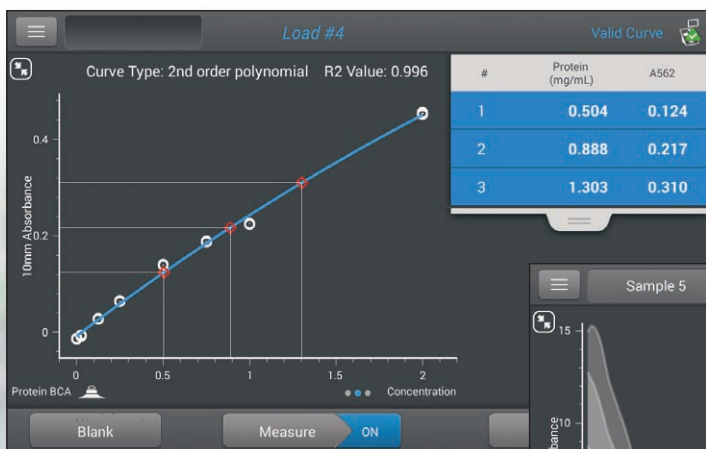 Load #4
Valid Curve
Curve Type: 2nd order polynomial R2 Value: 0.996
# Protein (mg/mL) A562
1 0.504 0.124
2 0.888 0.217
3 1.303 0.310
10mm Absorbance
0.4
0.2
0
0 0.5 1 1.5 2
Protein BCA
Concentration
Blank
Measure
ON
Sample 5
15
10